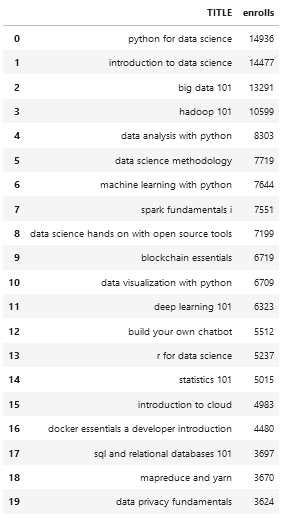 TITLE enrolls
0 python for data science 14936
1 introduction to data science 14477
2 big data 101 13291
3 hadoop 101 10599
4 data analysis with python 8303
5 data science methodology 7719
6 machine learning with python 7644
7 spark fundamentals i 7551
8 data science hands on with open source tools 7199
9 blockchain essentials 6719
10 data visualization with python 6709
11 deep learning 101 6323
12 build your own chatbot 5512
13 r for data science 5237
14 statistics 101 5015
15 introduction to cloud 4983
16 docker essentials a developer introduction 4480
17 sql and relational databases 101 3697
18 mapreduce and yarn 3670
19 data privacy fundamentals 3624